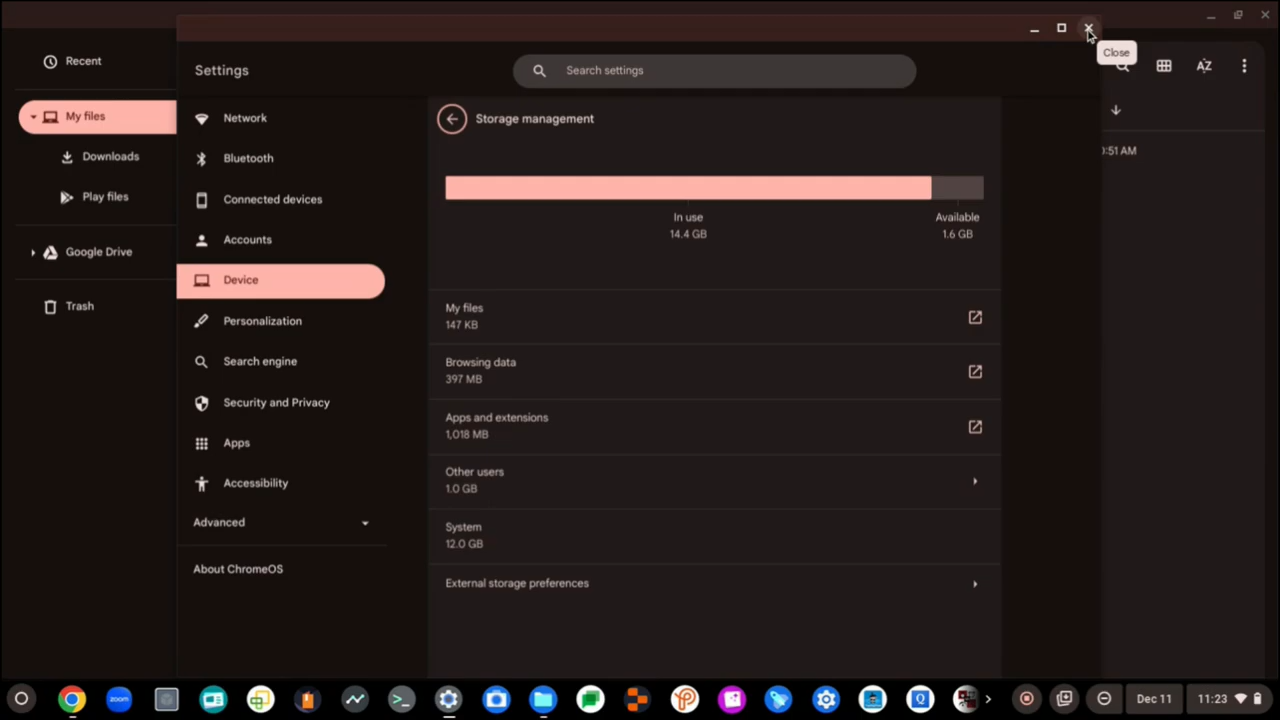 Close
Recent
My files
Downloads
Play files
Google Drive
Trash
Settings
Search settings
Network
Bluetooth
Connected devices
Accounts
Device
Personalization
Search engine
Security and Privacy
Apps
Accessibility
Advanced
About ChromeOS
Storage management
In use
14.4 GB
Available
1.6 GB
My files
147 KB
Browsing data
397 MB
Apps and extensions
1,018 MB
Other users
1.0 GB
System
12.0 GB
External storage preferences
AZ
:51 AM
zoom
Dec 11
11:23